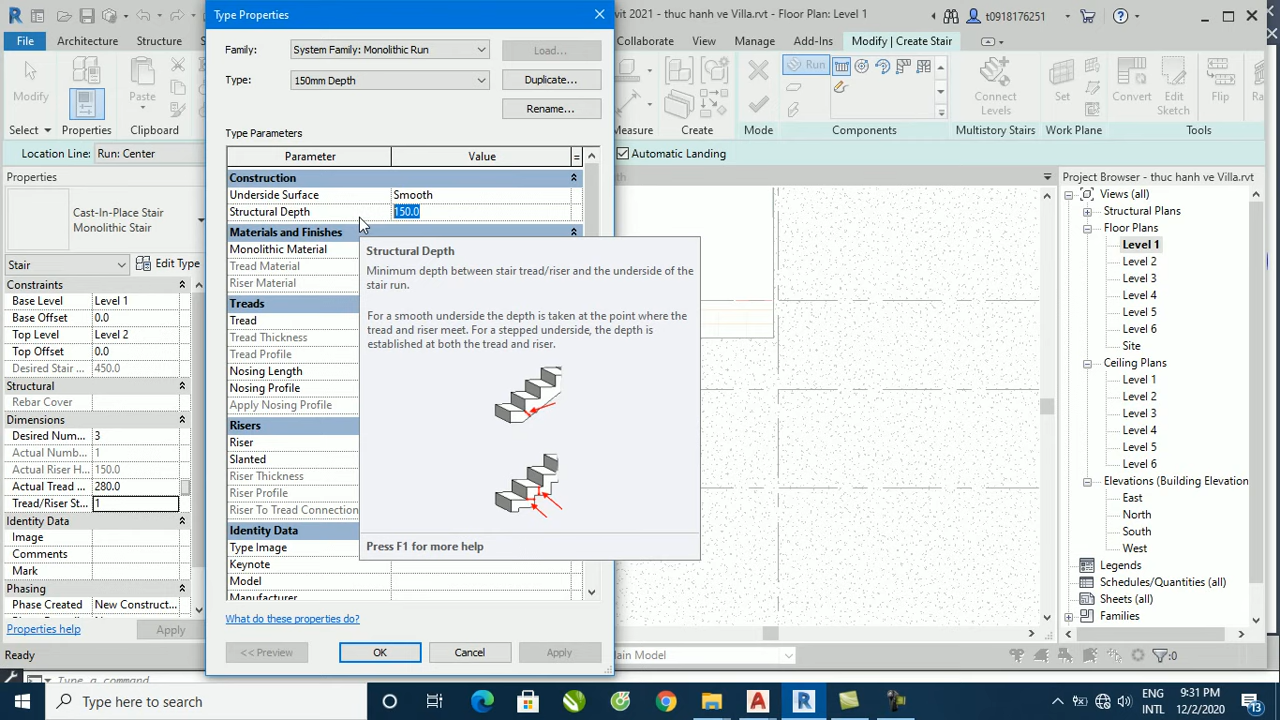 Type Properties
Revit 2021 - thuc hanh ve Villa.rvt - Floor Plan: Level 1
t0918176251
File
Architecture
Structure
Collaborate
View
Manage
Add-Ins
Modify | Create Stair
Modify
Paste
Run
Connect
Levels
Set
Convert
Edit
Sketch
Flip
Select
Properties
Clipboard
Measure
Create
Mode
Components
Multistory Stairs
Work Plane
Tools
Location Line:
Run: Center
Automatic Landing
Family:
System Family: Monolithic Run
Load...
Type:
150mm Depth
Duplicate...
Rename...
Type Parameters
Parameter
Value
=
Construction
Underside Surface
Smooth
Structural Depth
150.0
Materials and Finishes
Monolithic Material
Tread Material
Riser Material
Treads
Tread
Tread Thickness
Tread Profile
Nosing Length
Nosing Profile
Apply Nosing Profile
Risers
Riser
Slanted
Riser Thickness
Riser Profile
Riser To Tread Connection
Identity Data
Type Image
Keynote
Model
Manufacturer
What do these properties do?
<< Preview
OK
Cancel
Apply
Structural Depth
Minimum depth between stair tread/riser and the underside of the
stair run.
For a smooth underside the depth is taken at the point where the
tread and riser meet. For a stepped underside, the depth is
established at both the tread and riser.
Press F1 for more help
Properties
Cast-In-Place Stair
Monolithic Stair
Stair
Edit Type
Constraints
Base Level
Level 1
Base Offset
0.0
Top Level
Level 2
Top Offset
0.0
Desired Stair ...
450.0
Structural
Rebar Cover
Dimensions
Desired Num...
3
Actual Numb...
1
Actual Riser H...
150.0
Actual Tread ...
280.0
Tread/Riser St...
1
Identity Data
Image
Comments
Mark
Phasing
Phase Created
New Construct...
Properties help
Apply
Project Browser - thuc hanh ve Villa.rvt
Views (all)
Structural Plans
Floor Plans
Level 1
Level 2
Level 3
Level 4
Level 5
Level 6
Site
Ceiling Plans
Level 1
Level 2
Level 3
Level 4
Level 5
Level 6
Elevations (Building Elevation)
East
North
South
West
Legends
Schedules/Quantities (all)
Sheets (all)
Families
Ready
Main Model
:0
Type a command
Type here to search
ENG
INTL
9:31 PM
12/2/2020
13